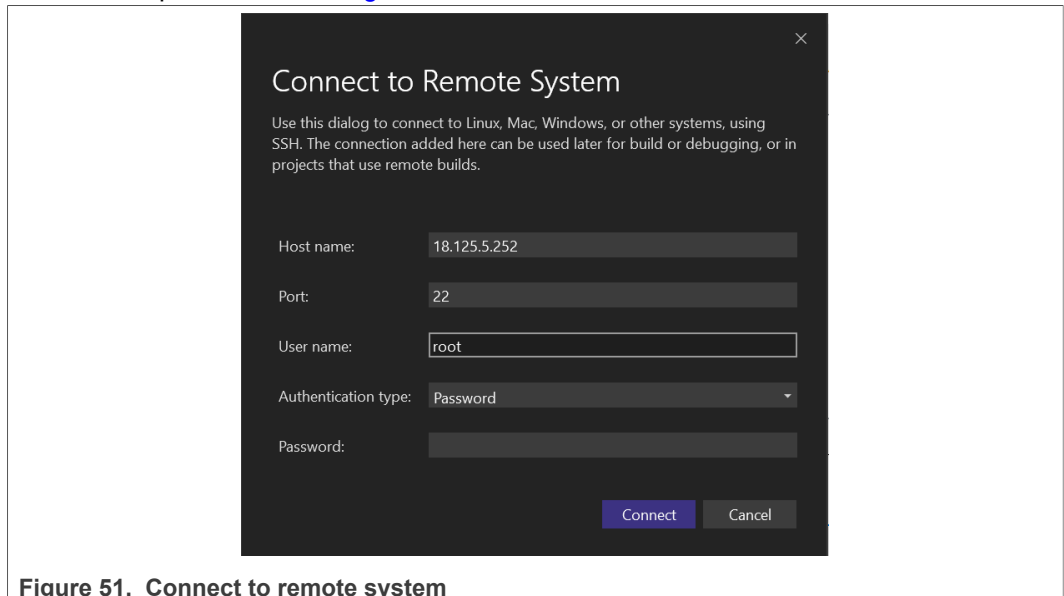 Connect to Remote System
Use this dialog to connect to Linux, Mac, Windows, or other systems, using
SSH. The connection added here can be used later for build or debugging, or in
projects that use remote builds.
Host name: 18.125.5.252
Port: 22
User name: root
Authentication type: Password
Password:
Connect Cancel
Figure 51. Connect to remote system